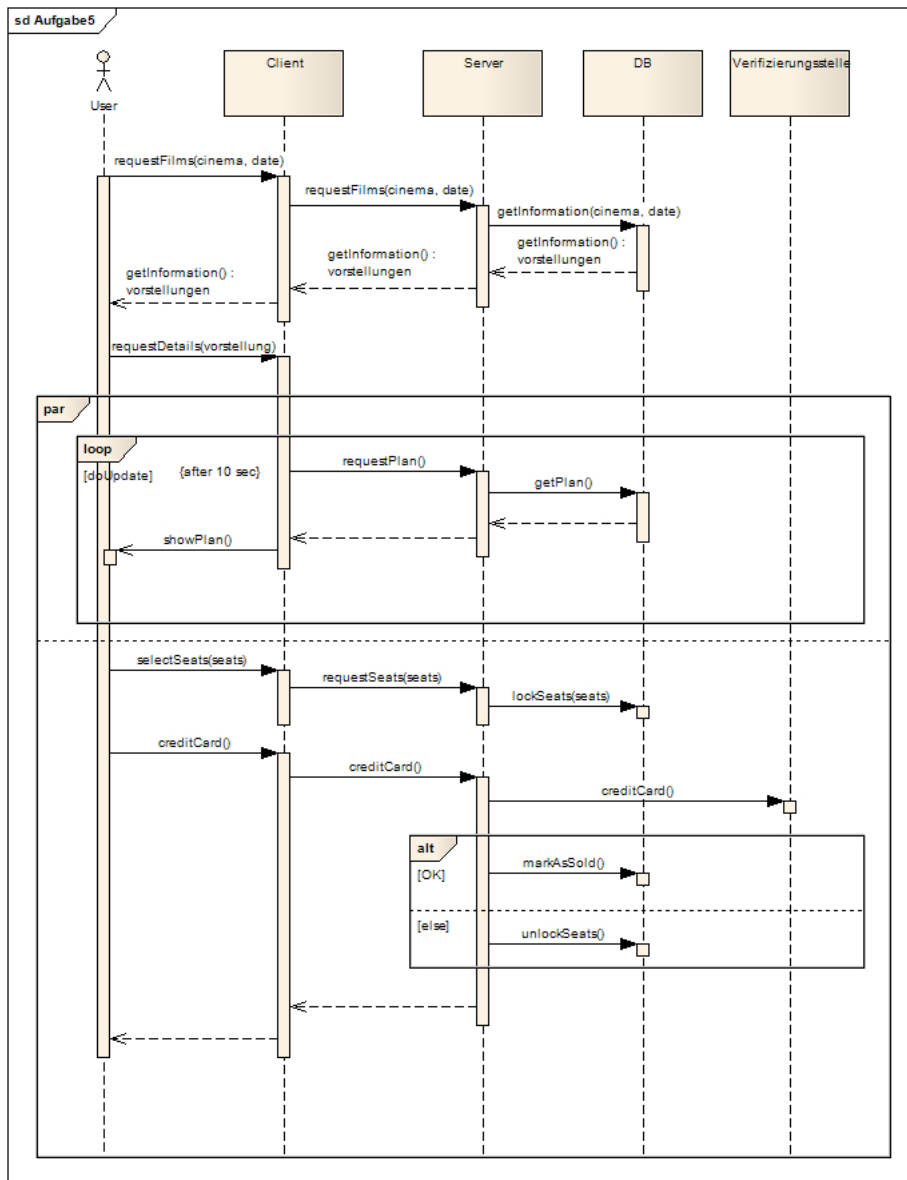 sd Aufgabe5
User
Client
Server
DB
Verifizierungsstelle
requestFilms(cinema, date)
requestFilms(cinema, date)
getInformation(cinema, date)
getInformation() :
vorstellungen
getInformation() :
vorstellungen
getInformation() :
vorstellungen
requestDetails(vorstellung)
par
loop
[doUpdate]
{after 10 sec}
requestPlan()
getPlan()
showPlan()
selectSeats(seats)
requestSeats(seats)
lockSeats(seats)
creditCard()
creditCard()
creditCard()
alt
[OK]
markAsSold()
[else]
unlockSeats()